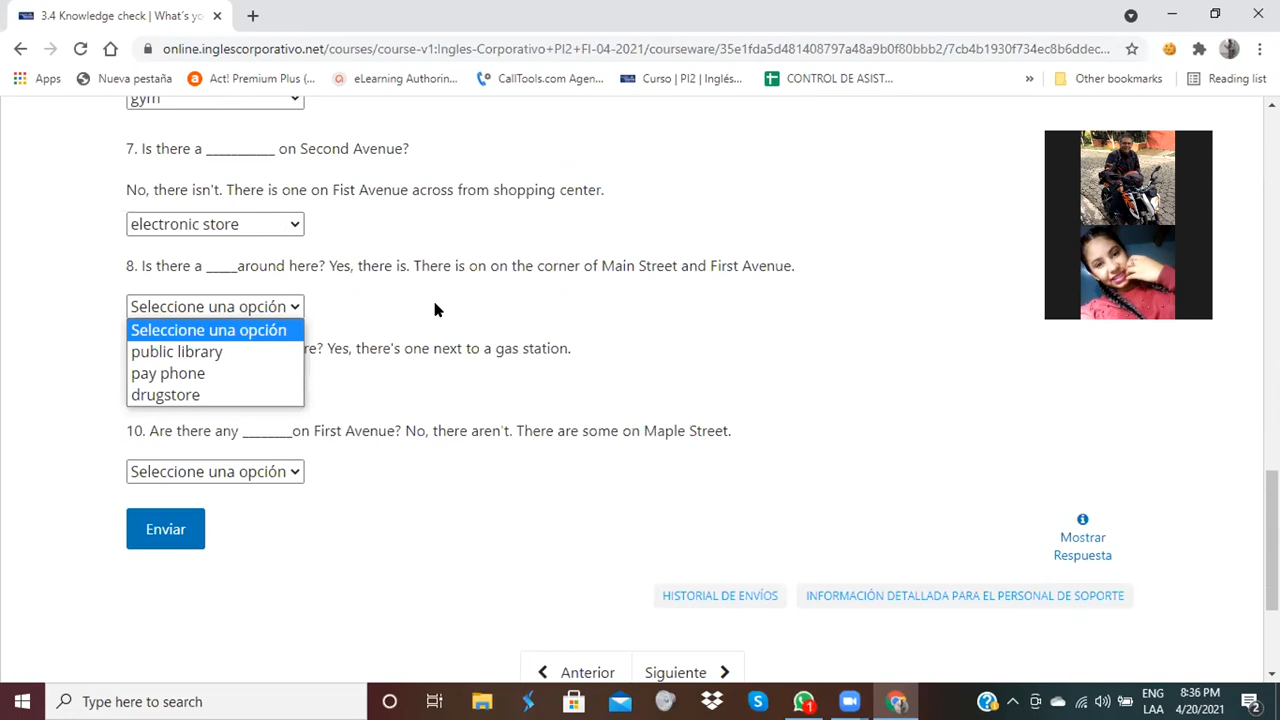 3.4 Knowledge check | What´s yo
online.inglescorporativo.net/courses/course-v1:Ingles-Corporativo+PI2+FI-04-2021/courseware/35e1fda5d481408797a48a9b0f80bbb2/7cb4b1930f734ec8b6ddec...
Apps Nueva pestaña Act! Premium Plus (... eLearning Authorin... CallTools.com Agen... Curso | PI2 | Inglés... CONTROL DE ASIST... » Other bookmarks Reading list
gym
7. Is there a ___________ on Second Avenue?
No, there isn't. There is one on Fist Avenue across from shopping center.
electronic store
8. Is there a _____around here? Yes, there is. There is on on the corner of Main Street and First Avenue.
Seleccione una opción
Seleccione una opción
public library
re? Yes, there's one next to a gas station.
pay phone
drugstore
10. Are there any ________on First Avenue? No, there aren't. There are some on Maple Street.
Seleccione una opción
Enviar
Mostrar
Respuesta
HISTORIAL DE ENVÍOS INFORMACIÓN DETALLADA PARA EL PERSONAL DE SOPORTE
Anterior Siguiente
Type here to search
ENG 8:36 PM
LAA 4/20/2021